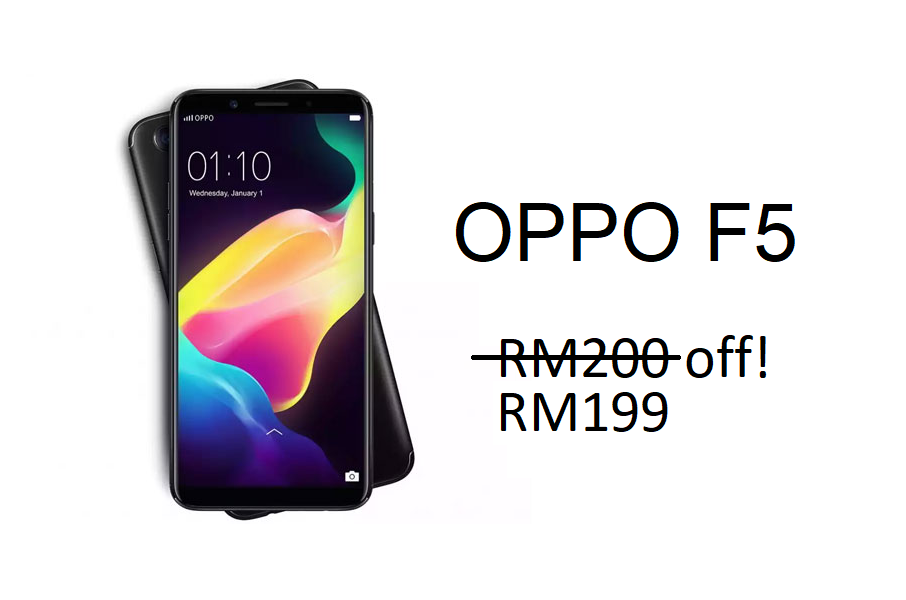 OPPO
01:10
Wednesday, January 1
OPPO F5
RM200 off!
RM199